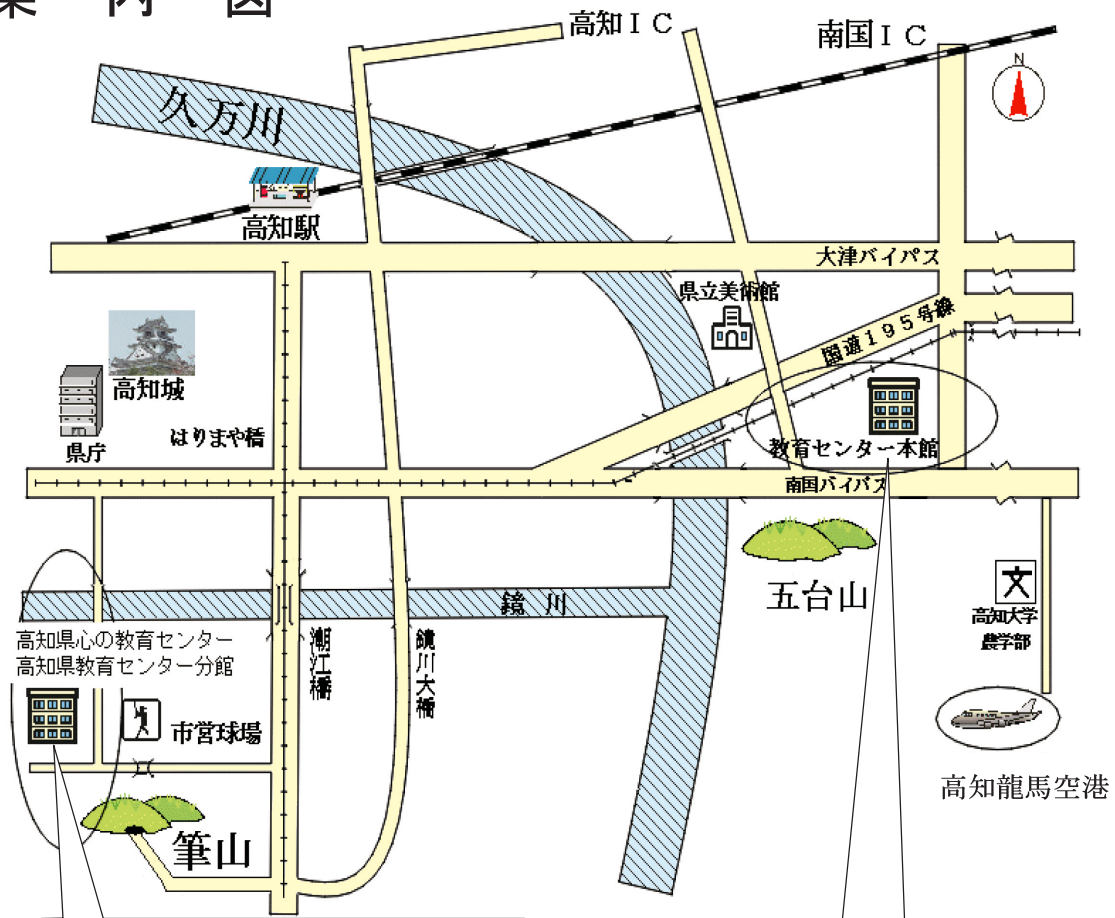 案内図
高知ＩＣ
南国ＩＣ
N
久万川
高知駅
大津バイパス
県立美術館
国道１９５号線
高知城
県庁
はりまや橋
教育センター本館
南国バイパス
五台山
文
高知大学
農学部
鏡川
高知県心の教育センター
高知県教育センター分館
潮江橋
鏡川大橋
市営球場
筆山
高知龍馬空港